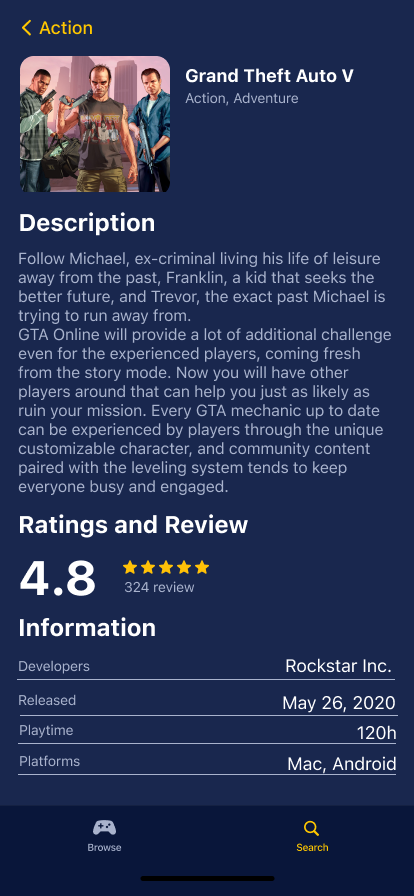 Action
Grand Theft Auto V
Action, Adventure
Description
Follow Michael, ex-criminal living his life of leisure
away from the past, Franklin, a kid that seeks the
better future, and Trevor, the exact past Michael is
trying to run away from.
GTA Online will provide a lot of additional challenge
even for the experienced players, coming fresh
from the story mode. Now you will have other
players around that can help you just as likely as
ruin your mission. Every GTA mechanic up to date
can be experienced by players through the unique
customizable character, and community content
paired with the leveling system tends to keep
everyone busy and engaged.
Ratings and Review
4.8
324 review
Information
Developers Rockstar Inc.
Released May 26, 2020
Playtime 120h
Platforms Mac, Android
Browse Search